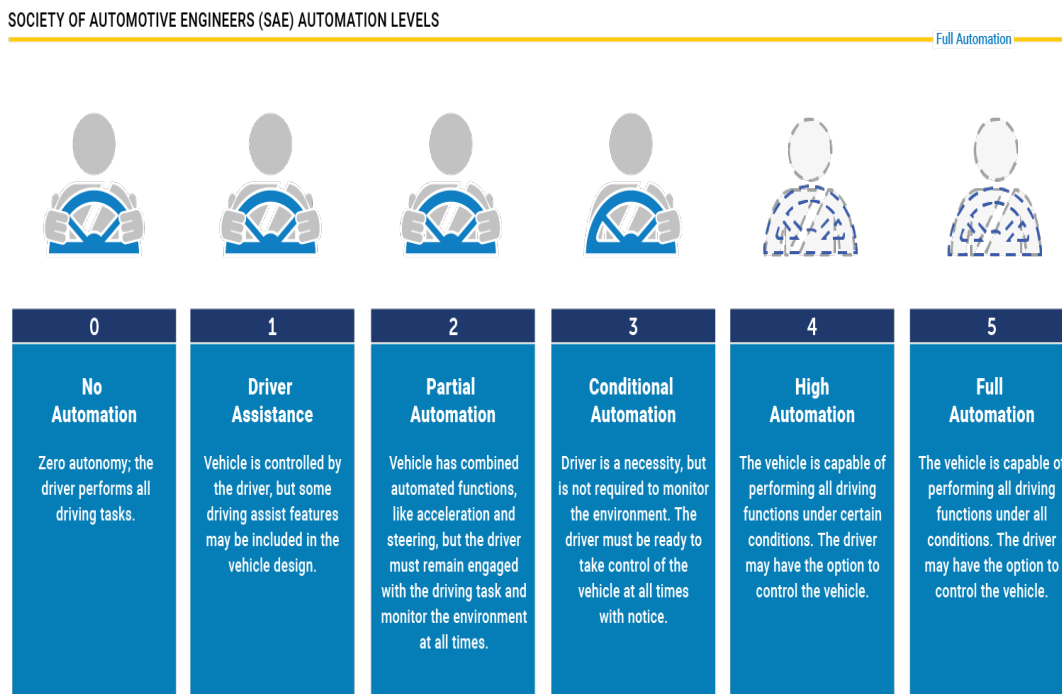 SOCIETY OF AUTOMOTIVE ENGINEERS (SAE) AUTOMATION LEVELS
Full Automation
0
No
Automation
Zero autonomy; the
driver performs all
driving tasks.
1
Driver
Assistance
Vehicle is controlled by
the driver, but some
driving assist features
may be included in the
vehicle design.
2
Partial
Automation
Vehicle has combined
automated functions,
like acceleration and
steering, but the driver
must remain engaged
with the driving task and
monitor the environment
at all times.
3
Conditional
Automation
Driver is a necessity, but
is not required to monitor
the environment. The
driver must be ready to
take control of the
vehicle at all times
with notice.
4
High
Automation
The vehicle is capable of
performing all driving
functions under certain
conditions. The driver
may have the option to
control the vehicle.
5
Full
Automation
The vehicle is capable of
performing all driving
functions under all
conditions. The driver
may have the option to
control the vehicle.